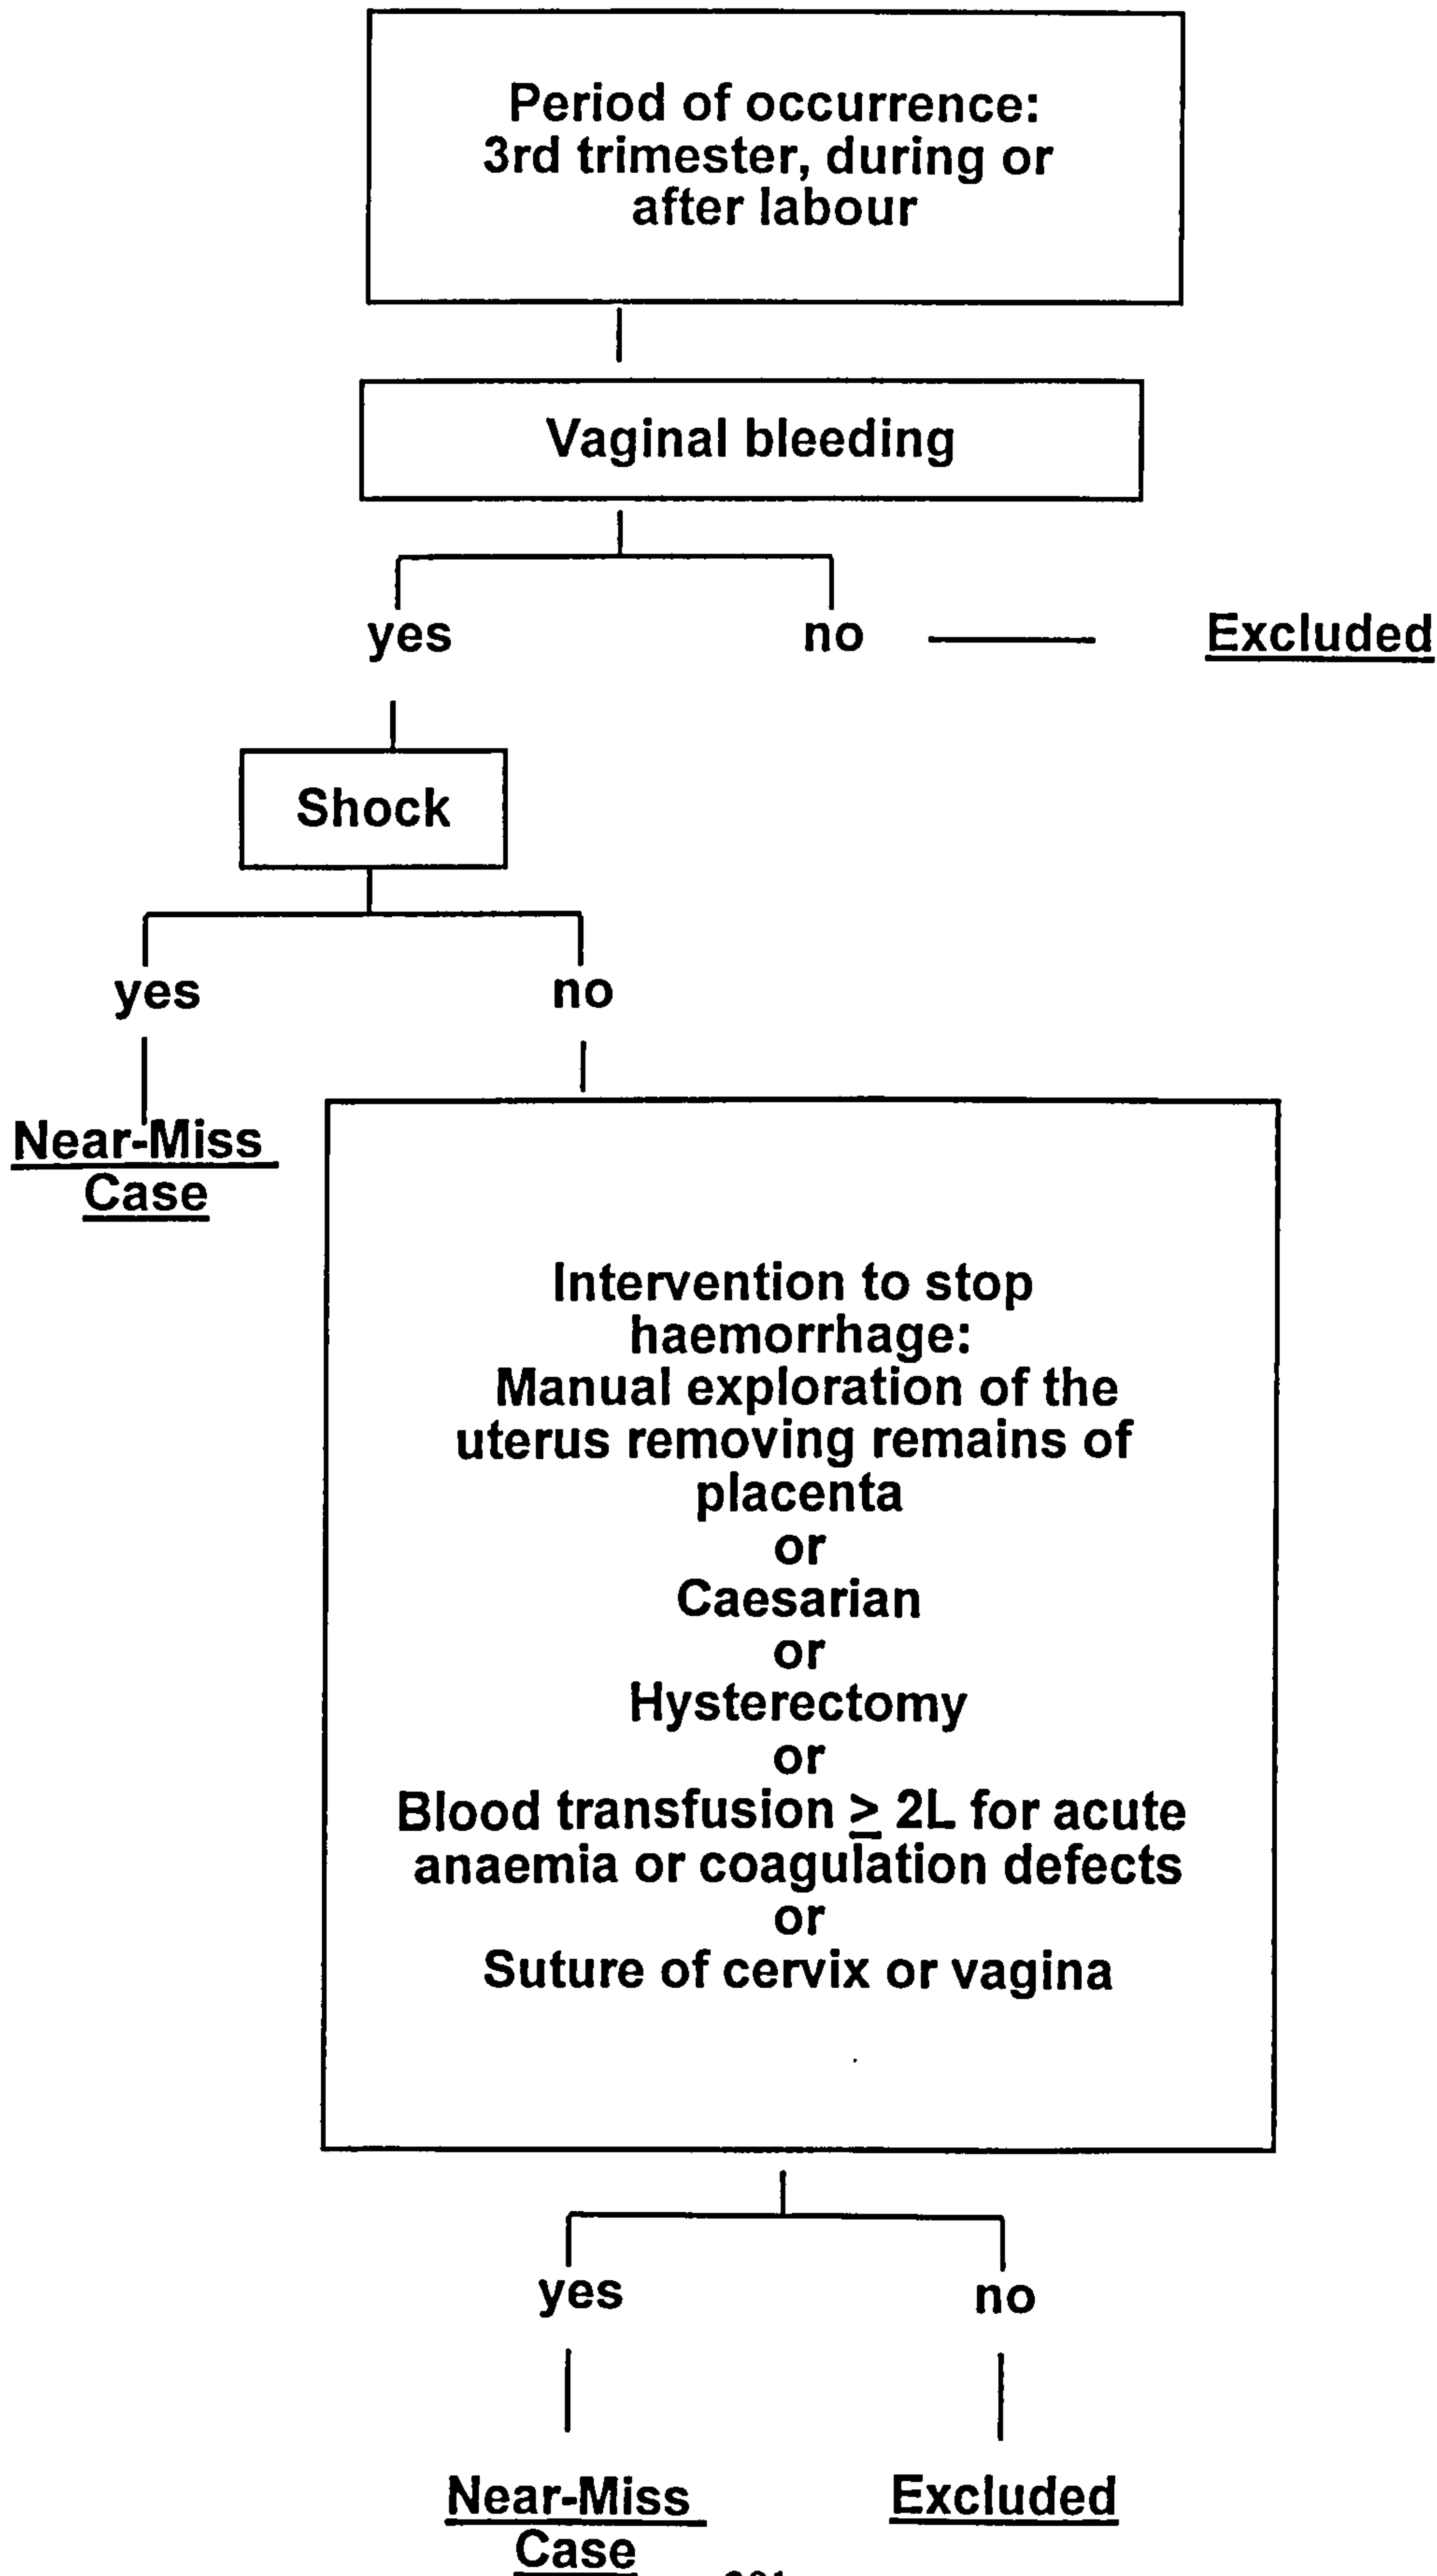 Period of occurrence:
3rd trimester, during or
after labour
Vaginal bleeding
yes
no
Excluded
Shock
yes
no
Near-Miss
Case
Intervention to stop
haemorrhage:
Manual exploration of the
uterus removing remains of
placenta
or
Caesarian
or
Hysterectomy
or
Blood transfusion ≥ 2L for acute
anaemia or coagulation defects
or
Suture of cervix or vagina
yes
no
Near-Miss
Case
Excluded